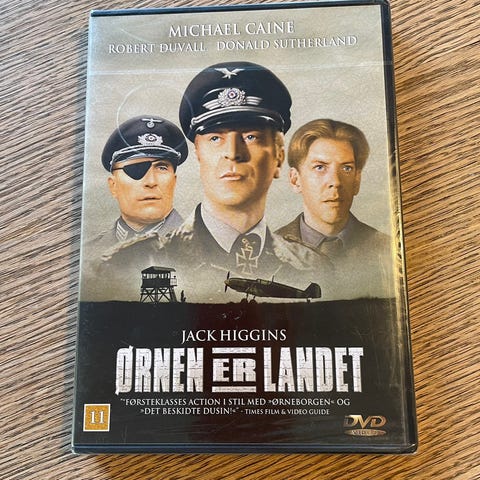 MICHAEL CAINE
ROBERT DUVALL DONALD SUTHERLAND
JACK HIGGINS
ØRNEN ER LANDET
"FØRSTEKLASSES ACTION I STIL MED »ØRNEBORGEN« OG
»DET BESKIDTE DUSIN!«" - TIMES FILM & VIDEO GUIDE
11
DVD
VIDEO